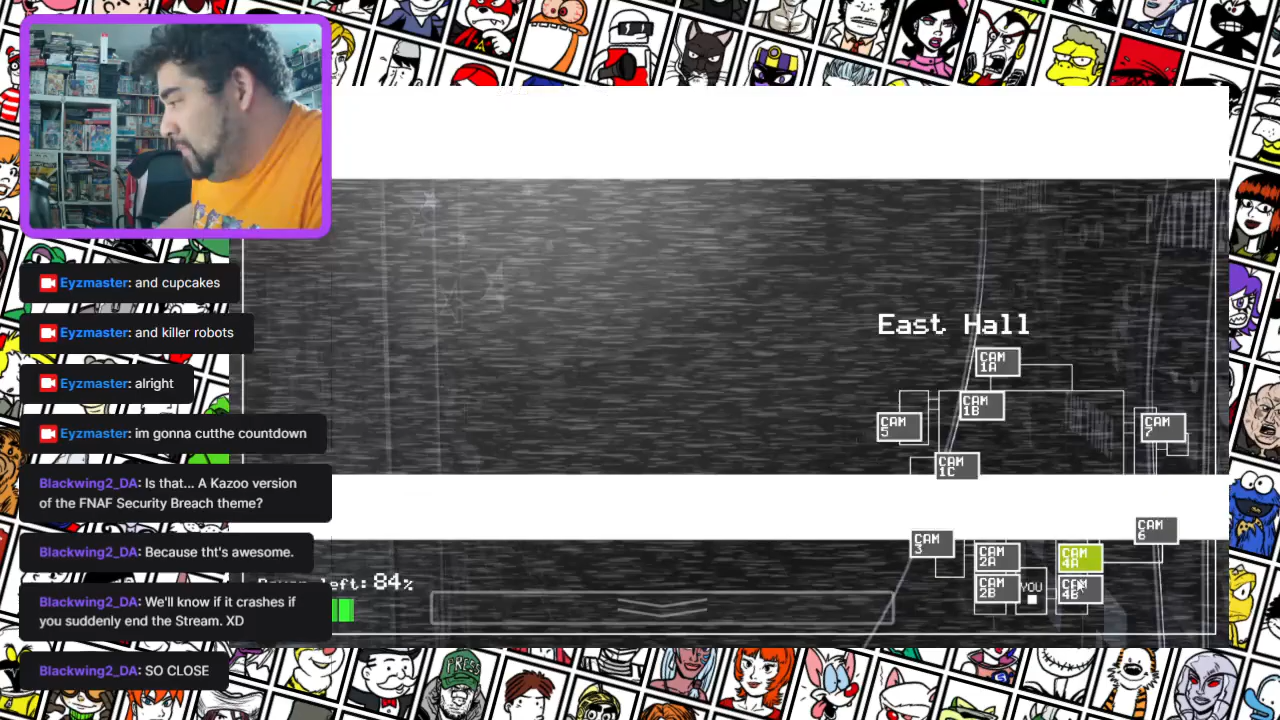 Eyzmaster: and cupcakes
Eyzmaster: and killer robots
Eyzmaster: alright
Eyzmaster: im gonna cutthe countdown
Blackwing2_DA: Is that... A Kazoo version
of the FNAF Security Breach theme?
Blackwing2_DA: Because tht's awesome.
Blackwing2_DA: We'll know if it crashes if
you suddenly end the Stream. XD
Blackwing2_DA: SO CLOSE
East Hall
CAM 1A
CAM 1B
CAM 5
CAM 7
CAM 1C
CAM 6
CAM 3
CAM 2A
CAM 4A
CAM 2B
YOU
CAM 4B
left: 84%
PRESS